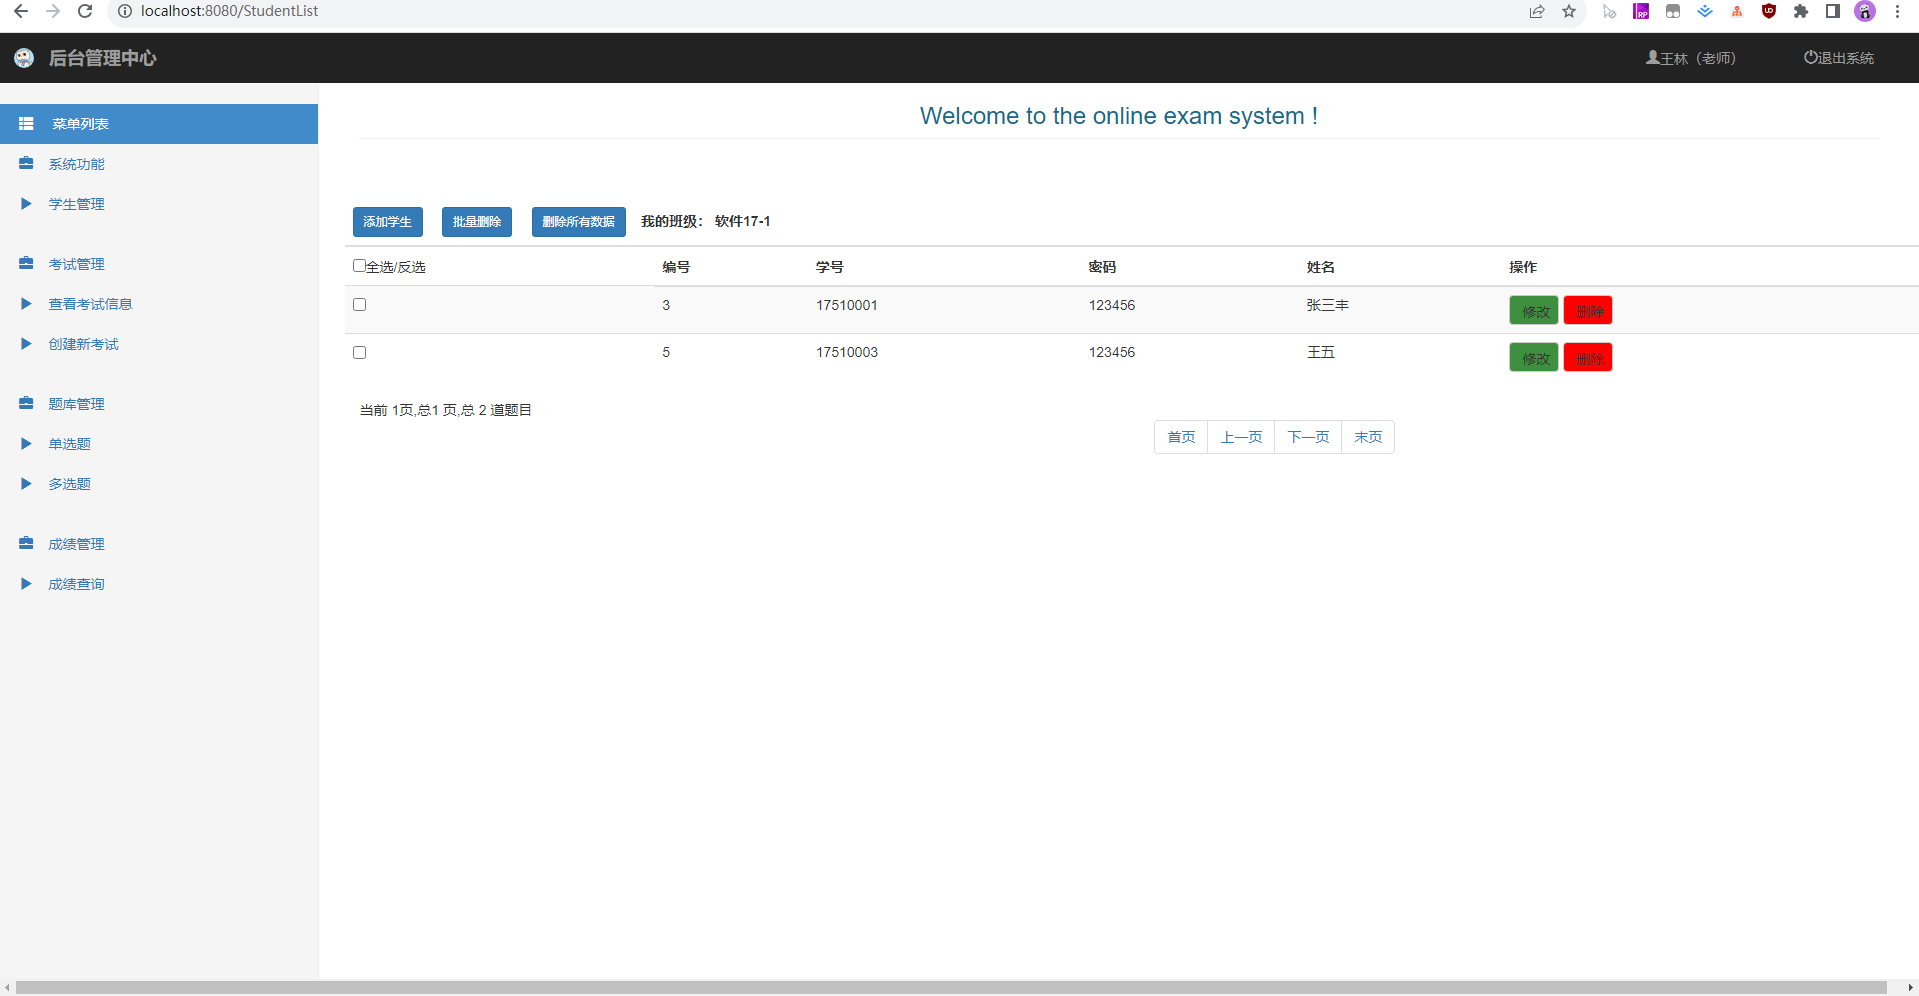 localhost:8080/StudentList
后台管理中心 王林（老师） 退出系统
菜单列表
系统功能
学生管理
考试管理
查看考试信息
创建新考试
题库管理
单选题
多选题
成绩管理
成绩查询
Welcome to the online exam system !
添加学生 批量删除 删除所有数据 我的班级： 软件17-1
全选/反选 编号 学号 密码 姓名 操作
3 17510001 123456 张三丰 修改 删除
5 17510003 123456 王五 修改 删除
当前 1页,总1 页,总 2 道题目
首页 上一页 下一页 末页